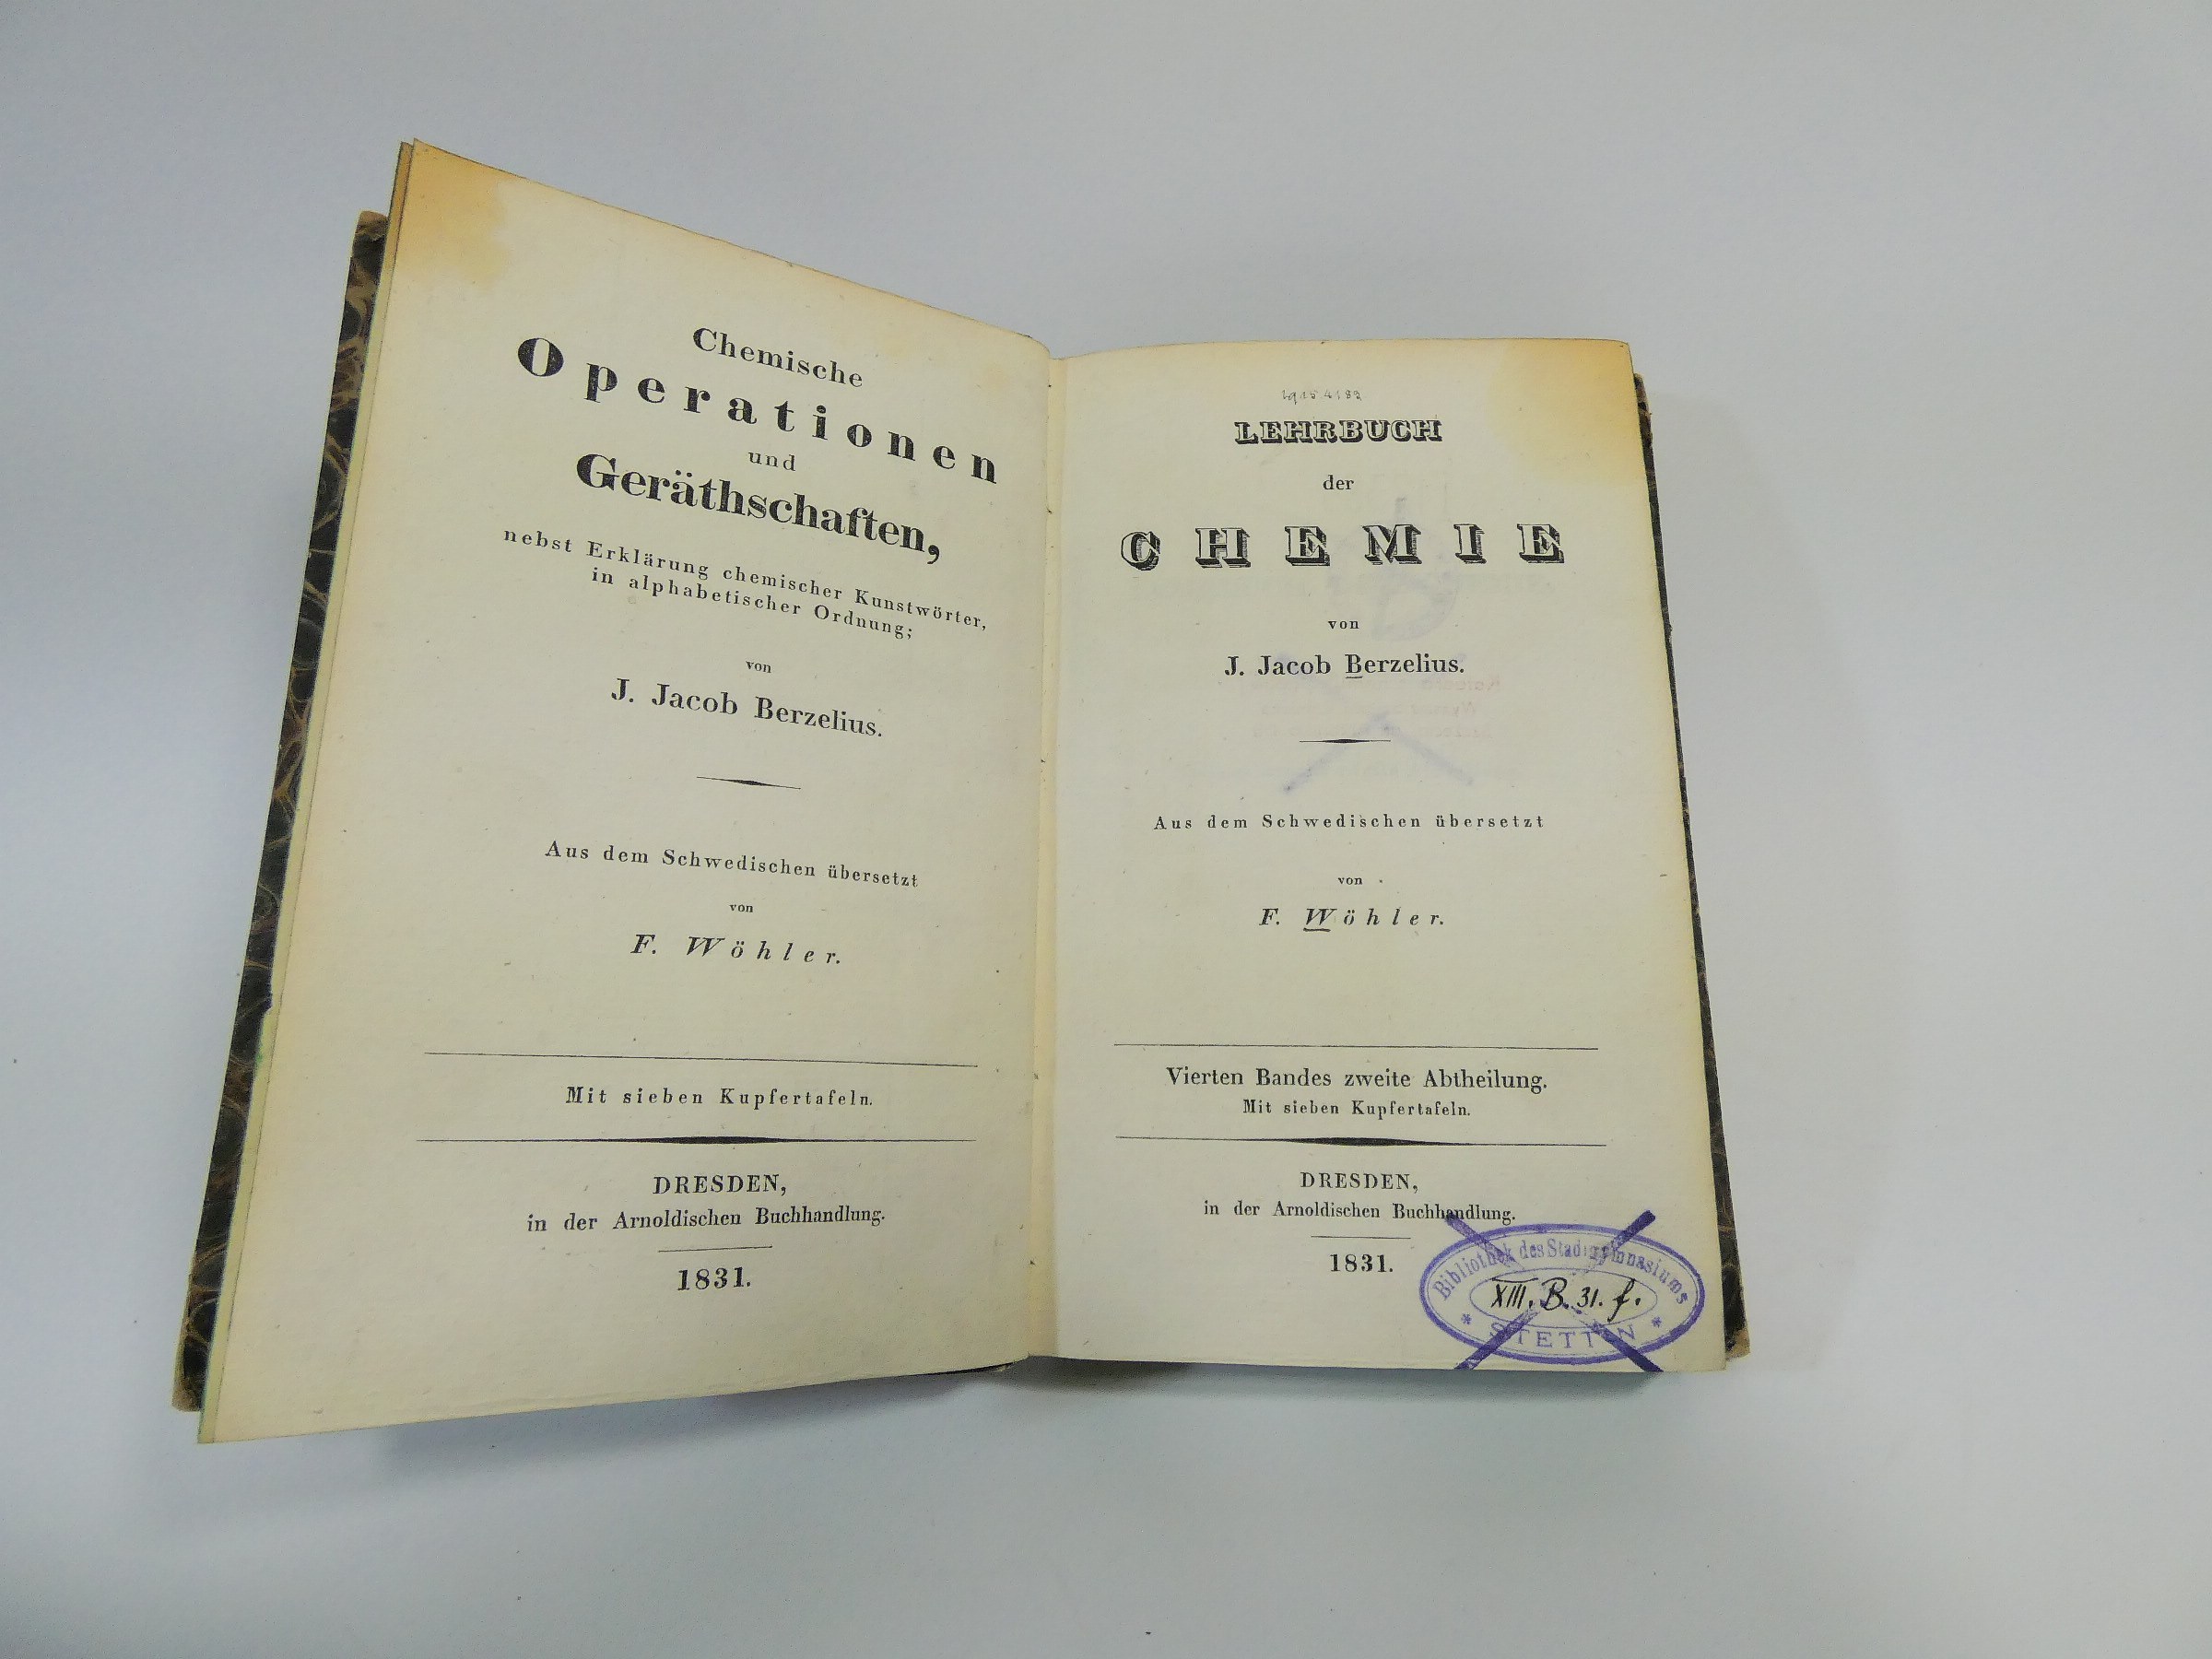 Chemische
Operationen
und
Geräthschaften,
nebst Erklärung chemischer Kunstwörter,
in alphabetischer Ordnung;
von
J. Jacob Berzelius.
Aus dem Schwedischen übersetzt
von
F. Wöhler.
Mit sieben Kupfertafeln.
DRESDEN,
in der Arnoldischen Buchhandlung.
1831.
LEHRBUCH
der
CHEMIE
von
J. Jacob Berzelius.
Aus dem Schwedischen übersetzt
von
F. Wöhler.
Vierten Bandes zweite Abtheilung.
Mit sieben Kupfertafeln.
DRESDEN,
in der Arnoldischen Buchhandlung.
1831.
Bibliothek des Stadtgymnasiums
XIII. B. 31. f.
* STETTIN *